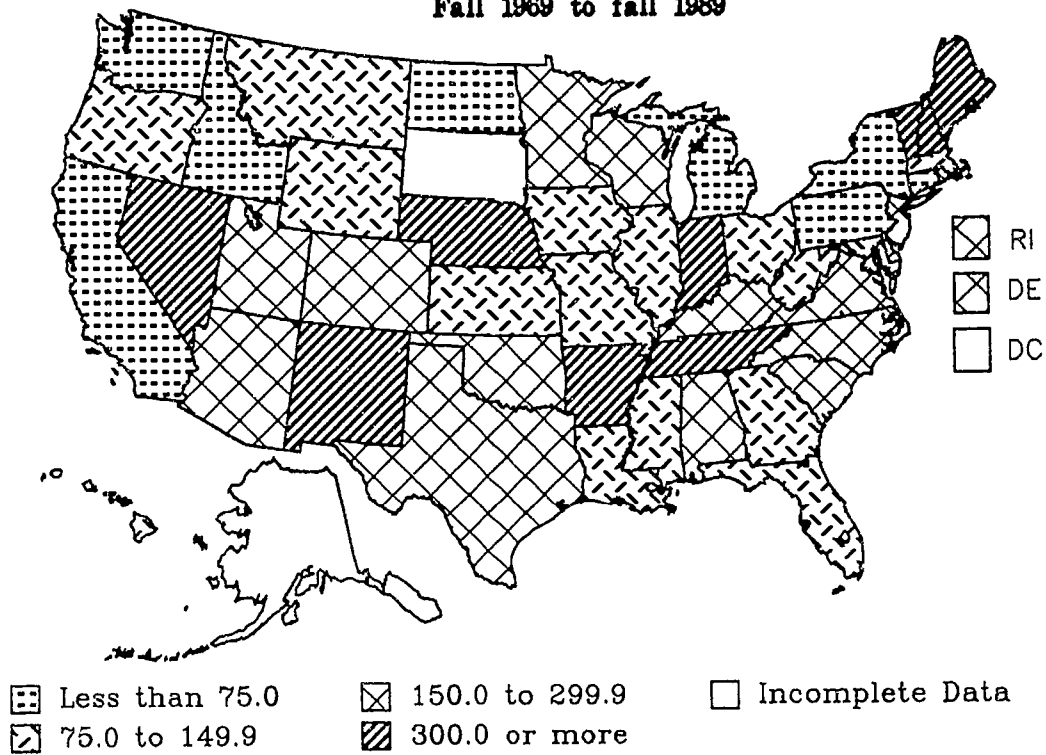 Fall 1969 to fall 1989
RI
DE
DC
Less than 75.0
150.0 to 299.9
Incomplete Data
75.0 to 149.9
300.0 or more